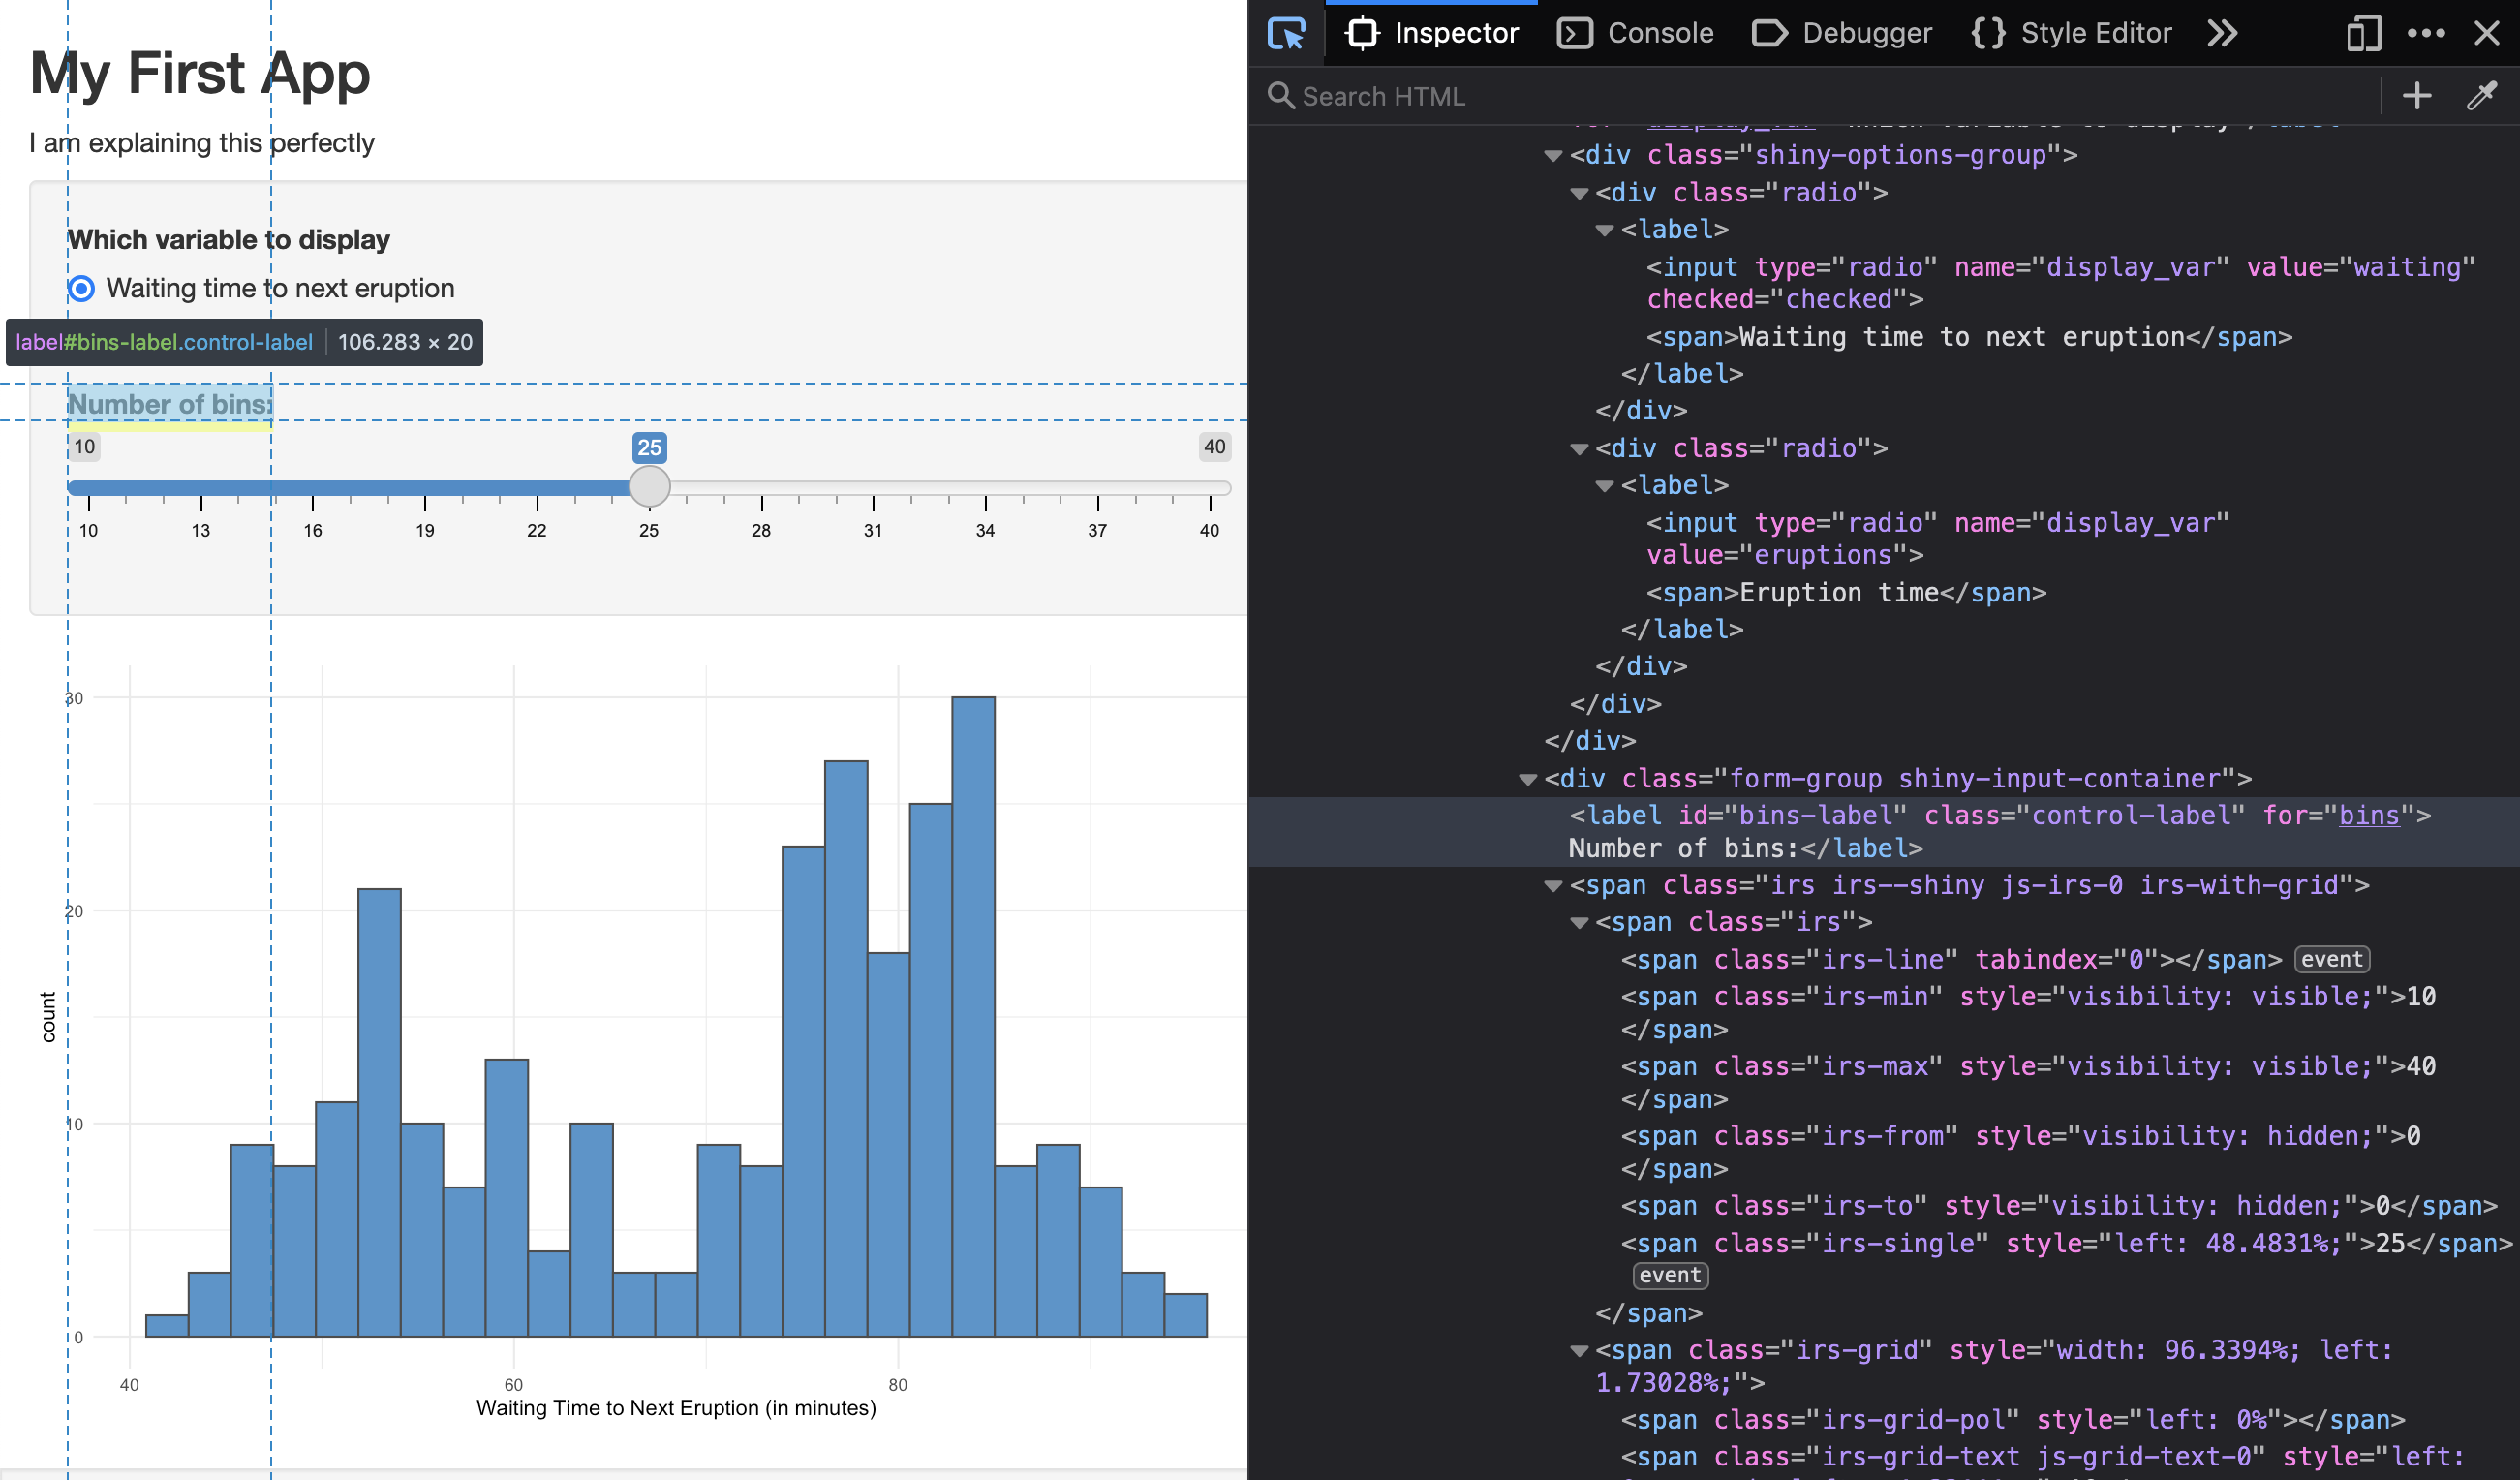 My First App
I am explaining this perfectly
Which variable to display
Waiting time to next eruption
label#bins-label.control-label 106.283 × 20
Number of bins:
10 25 40
10 13 16 19 22 25 28 31 34 37 40
30
20
10
0
count
40 60 80
Waiting Time to Next Eruption (in minutes)
Inspector Console Debugger {} Style Editor
Search HTML
<div class="shiny-options-group">
<div class="radio">
<label>
<input type="radio" name="display_var" value="waiting"
checked="checked">
<span>Waiting time to next eruption</span>
</label>
</div>
<div class="radio">
<label>
<input type="radio" name="display_var"
value="eruptions">
<span>Eruption time</span>
</label>
</div>
</div>
</div>
<div class="form-group shiny-input-container">
<label id="bins-label" class="control-label" for="bins">
Number of bins:</label>
<span class="irs irs--shiny js-irs-0 irs-with-grid">
<span class="irs">
<span class="irs-line" tabindex="0"></span> event
<span class="irs-min" style="visibility: visible;">10
</span>
<span class="irs-max" style="visibility: visible;">40
</span>
<span class="irs-from" style="visibility: hidden;">0
</span>
<span class="irs-to" style="visibility: hidden;">0</span>
<span class="irs-single" style="left: 48.4831%;">25</span>
event
</span>
<span class="irs-grid" style="width: 96.3394%; left:
1.73028%;">
<span class="irs-grid-pol" style="left: 0%"></span>
<span class="irs-grid-text js-grid-text-0" style="left: